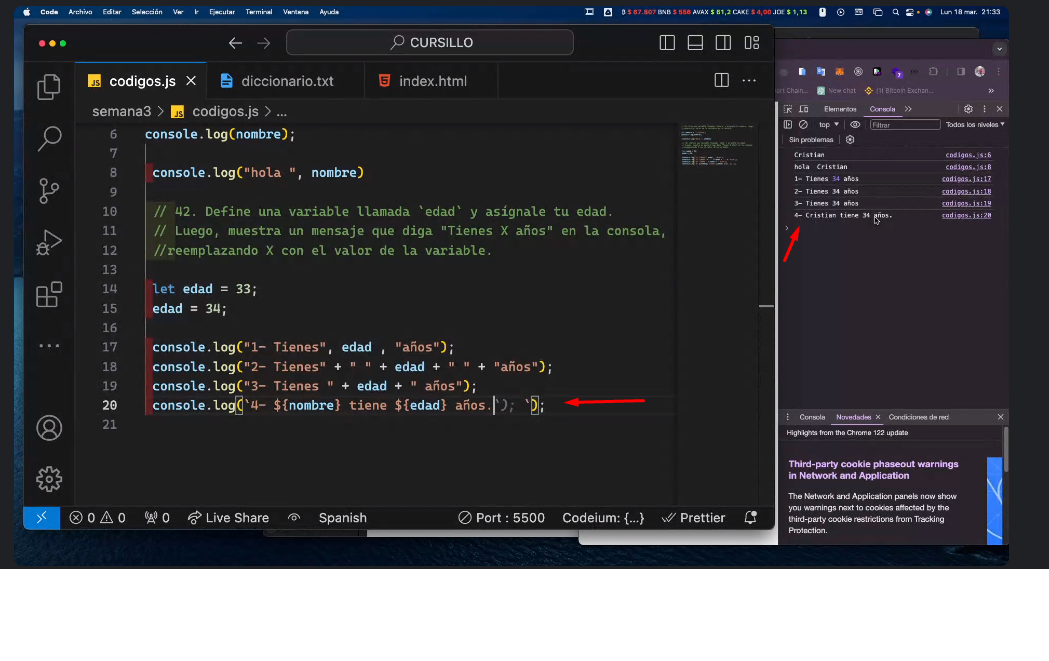 Code Archivo Editar Selección Ver Ir Ejecutar Terminal Ventana Ayuda
₿ $ 67.807 BNB $ 556 AVAX $ 61,2 CAKE $ 4,00 JOE $ 1,13
Lun 18 mar. 21:33
CURSILLO
JS codigos.js
diccionario.txt
index.html
semana3 > JS codigos.js > ...
6 console.log(nombre);
7
8 console.log("hola ", nombre)
9
10 // 42. Define una variable llamada `edad` y asígnale tu edad.
11 // Luego, muestra un mensaje que diga "Tienes X años" en la consola,
12 //reemplazando X con el valor de la variable.
13
14 let edad = 33;
15 edad = 34;
16
17 console.log("1- Tienes", edad , "años");
18 console.log("2- Tienes" + " " + edad + " " + "años");
19 console.log("3- Tienes " + edad + " años");
20 console.log(`4- ${nombre} tiene ${edad} años.`); `);
21
0 0 0 Live Share Spanish Port : 5500 Codeium: {...} Prettier
art Chain... New chat (1) Bitcoin Exchan...
Elementos Consola
top Filtrar Todos los niveles
Sin problemas
Cristian codigos.js:6
hola  Cristian codigos.js:8
1- Tienes 34 años codigos.js:17
2- Tienes 34 años codigos.js:18
3- Tienes 34 años codigos.js:19
4- Cristian tiene 34 años. codigos.js:20
Consola Novedades Condiciones de red
Highlights from the Chrome 122 update
Third-party cookie phaseout warnings
in Network and Application
The Network and Application panels now show
you warnings next to cookies affected by the
third-party cookie restrictions from Tracking
Protection.